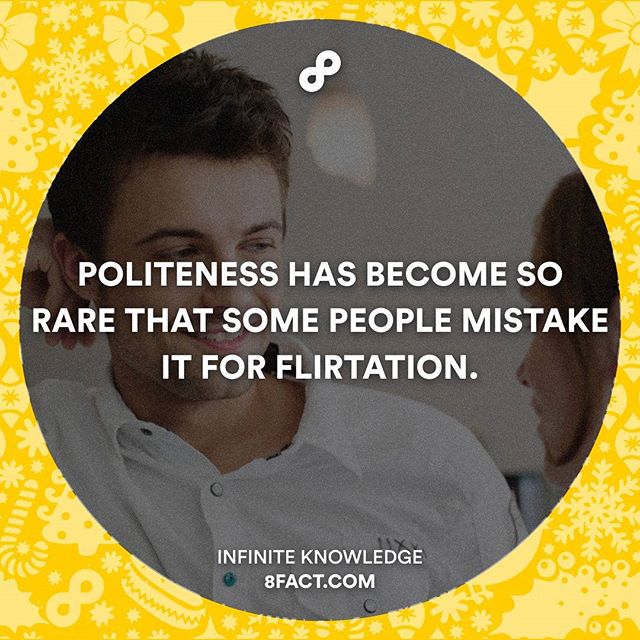 POLITENESS HAS BECOME SO
RARE THAT SOME PEOPLE MISTAKE
IT FOR FLIRTATION.
INFINITE KNOWLEDGE
8FACT.COM